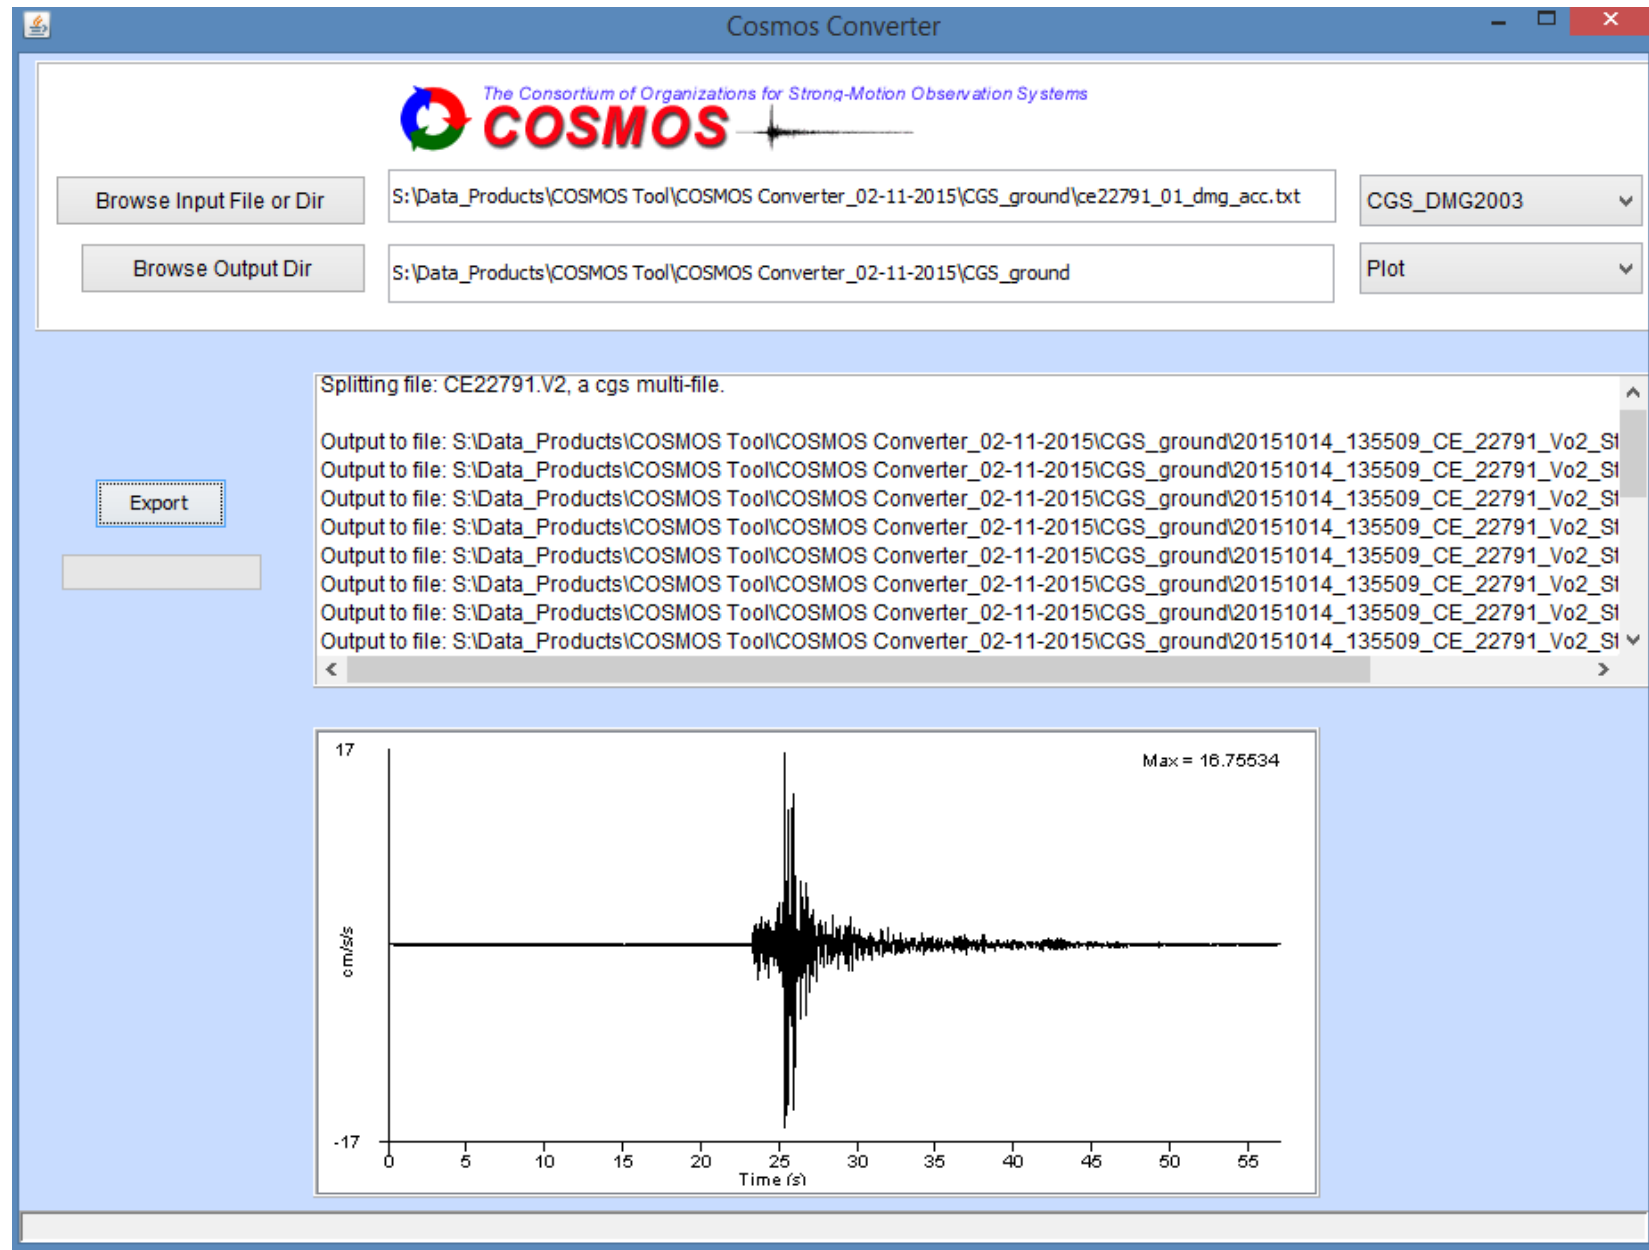 Cosmos Converter
The Consortium of Organizations for Strong-Motion Observation Systems
COSMOS
Browse Input File or Dir
S:\Data_Products\COSMOS Tool\COSMOS Converter_02-11-2015\CGS_ground\ce22791_01_dmg_acc.txt
CGS_DMG2003
Browse Output Dir
S:\Data_Products\COSMOS Tool\COSMOS Converter_02-11-2015\CGS_ground
Plot
Splitting file: CE22791.V2, a cgs multi-file.
Output to file: S:\Data_Products\COSMOS Tool\COSMOS Converter_02-11-2015\CGS_ground\20151014_135509_CE_22791_Vo2_St
Output to file: S:\Data_Products\COSMOS Tool\COSMOS Converter_02-11-2015\CGS_ground\20151014_135509_CE_22791_Vo2_St
Output to file: S:\Data_Products\COSMOS Tool\COSMOS Converter_02-11-2015\CGS_ground\20151014_135509_CE_22791_Vo2_St
Output to file: S:\Data_Products\COSMOS Tool\COSMOS Converter_02-11-2015\CGS_ground\20151014_135509_CE_22791_Vo2_St
Output to file: S:\Data_Products\COSMOS Tool\COSMOS Converter_02-11-2015\CGS_ground\20151014_135509_CE_22791_Vo2_St
Output to file: S:\Data_Products\COSMOS Tool\COSMOS Converter_02-11-2015\CGS_ground\20151014_135509_CE_22791_Vo2_St
Output to file: S:\Data_Products\COSMOS Tool\COSMOS Converter_02-11-2015\CGS_ground\20151014_135509_CE_22791_Vo2_St
Output to file: S:\Data_Products\COSMOS Tool\COSMOS Converter_02-11-2015\CGS_ground\20151014_135509_CE_22791_Vo2_St
Export
17
Max = 16.75534
cm/s/s
-17
0 5 10 15 20 25 30 35 40 45 50 55
Time (s)